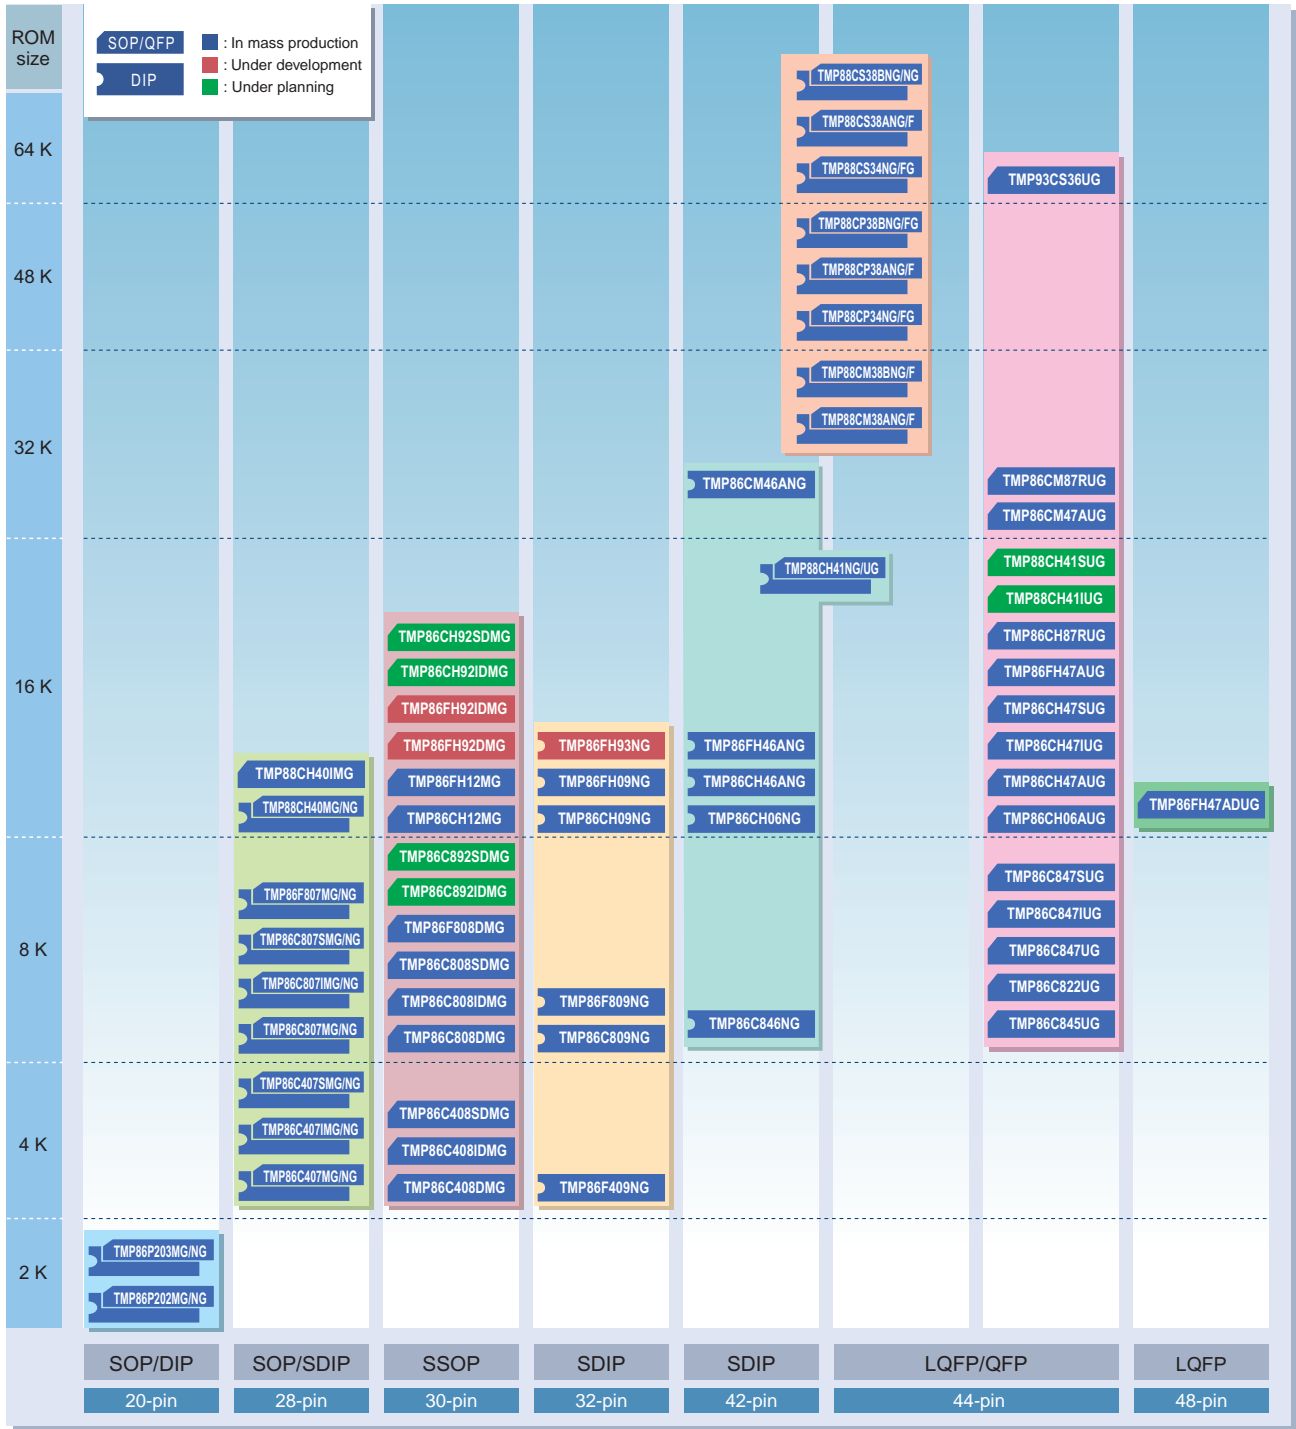 ROM
size
SOP/QFP
DIP
: In mass production
: Under development
: Under planning
64 K
48 K
32 K
16 K
8 K
4 K
2 K
TMP86P203MG/NG
TMP86P202MG/NG
TMP88CH40IMG
TMP88CH40MG/NG
TMP86F807MG/NG
TMP86C807SMG/NG
TMP86C807IMG/NG
TMP86C807MG/NG
TMP86C407SMG/NG
TMP86C407IMG/NG
TMP86C407MG/NG
TMP86CH92SDMG
TMP86CH92IDMG
TMP86FH92IDMG
TMP86FH92DMG
TMP86FH12MG
TMP86CH12MG
TMP86C892SDMG
TMP86C892IDMG
TMP86F808DMG
TMP86C808SDMG
TMP86C808IDMG
TMP86C808DMG
TMP86C408SDMG
TMP86C408IDMG
TMP86C408DMG
TMP86FH93NG
TMP86FH09NG
TMP86CH09NG
TMP86F809NG
TMP86C809NG
TMP86F409NG
TMP86CM46ANG
TMP86FH46ANG
TMP86CH46ANG
TMP86CH06NG
TMP86C846NG
TMP88CS38BNG/NG
TMP88CS38ANG/F
TMP88CS34NG/FG
TMP88CP38BNG/FG
TMP88CP38ANG/F
TMP88CP34NG/FG
TMP88CM38BNG/F
TMP88CM38ANG/F
TMP88CH41NG/UG
TMP93CS36UG
TMP86CM87RUG
TMP86CM47AUG
TMP88CH41SUG
TMP88CH41IUG
TMP86CH87RUG
TMP86FH47AUG
TMP86CH47SUG
TMP86CH47IUG
TMP86CH47AUG
TMP86CH06AUG
TMP86C847SUG
TMP86C847IUG
TMP86C847UG
TMP86C822UG
TMP86C845UG
TMP86FH47ADUG
SOP/DIP
SOP/SDIP
SSOP
SDIP
SDIP
LQFP/QFP
LQFP
20-pin
28-pin
30-pin
32-pin
42-pin
44-pin
48-pin